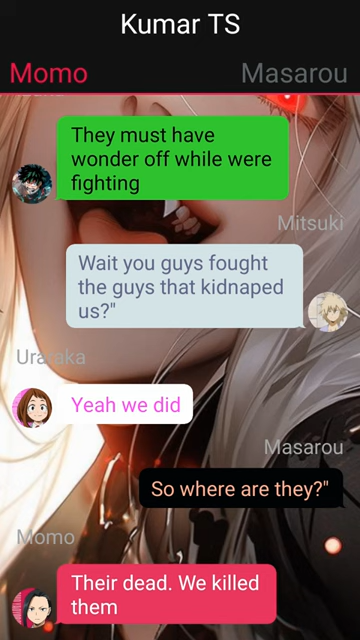 Kumar TS
Momo
Masarou
They must have
wonder off while were
fighting
Mitsuki
Wait you guys fought
the guys that kidnaped
us?"
Uraraka
Yeah we did
Masarou
So where are they?"
Momo
Their dead. We killed
them